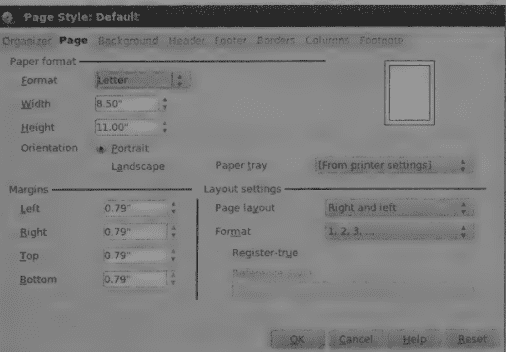 Page Style: Default
Organizer Page Background Header Footer Borders Columns Footnote
Paper format
Format Letter
Width 8.50"
Height 11.00"
Orientation Portrait
Landscape Paper tray [From printer settings]
Margins Layout settings
Left 0.79" Page layout Right and left
Right 0.79" Format 1, 2, 3, ...
Top 0.79" Register-true
Bottom 0.79" Reference Style
OK Cancel Help Reset